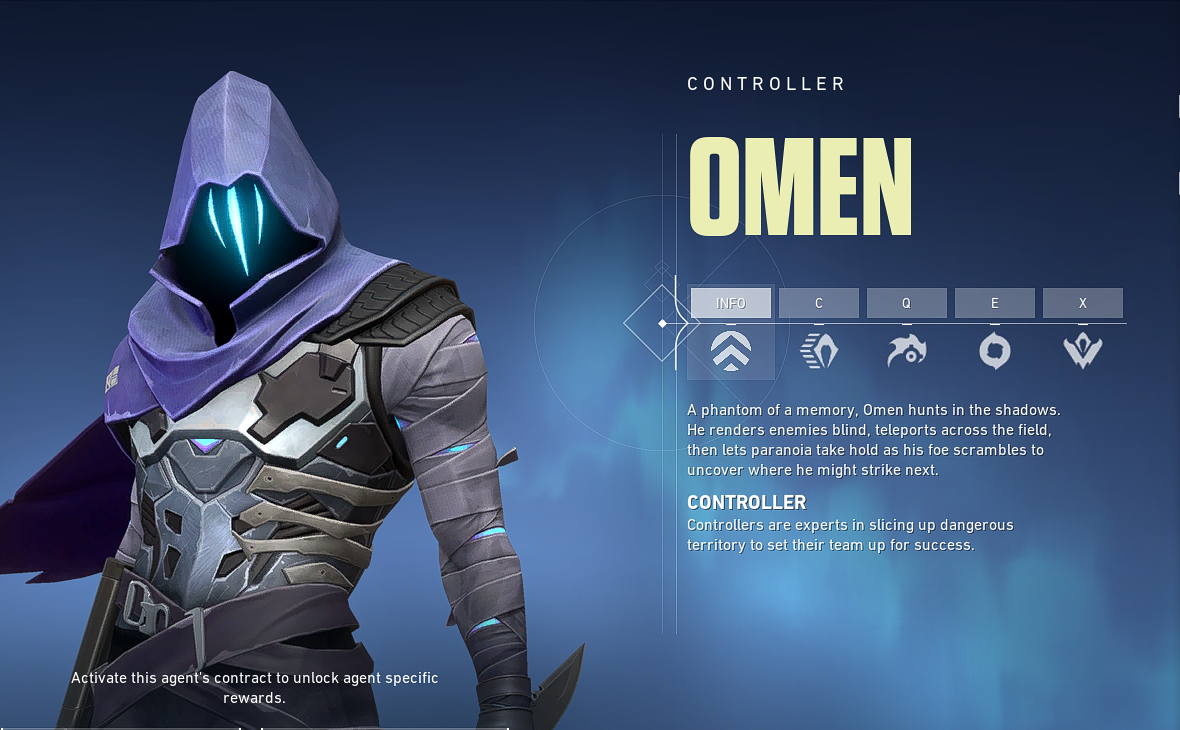 CONTROLLER
OMEN
INFO C Q E X
A phantom of a memory, Omen hunts in the shadows.
He renders enemies blind, teleports across the field,
then lets paranoia take hold as his foe scrambles to
uncover where he might strike next.
CONTROLLER
Controllers are experts in slicing up dangerous
territory to set their team up for success.
Activate this agent's contract to unlock agent specific
rewards.